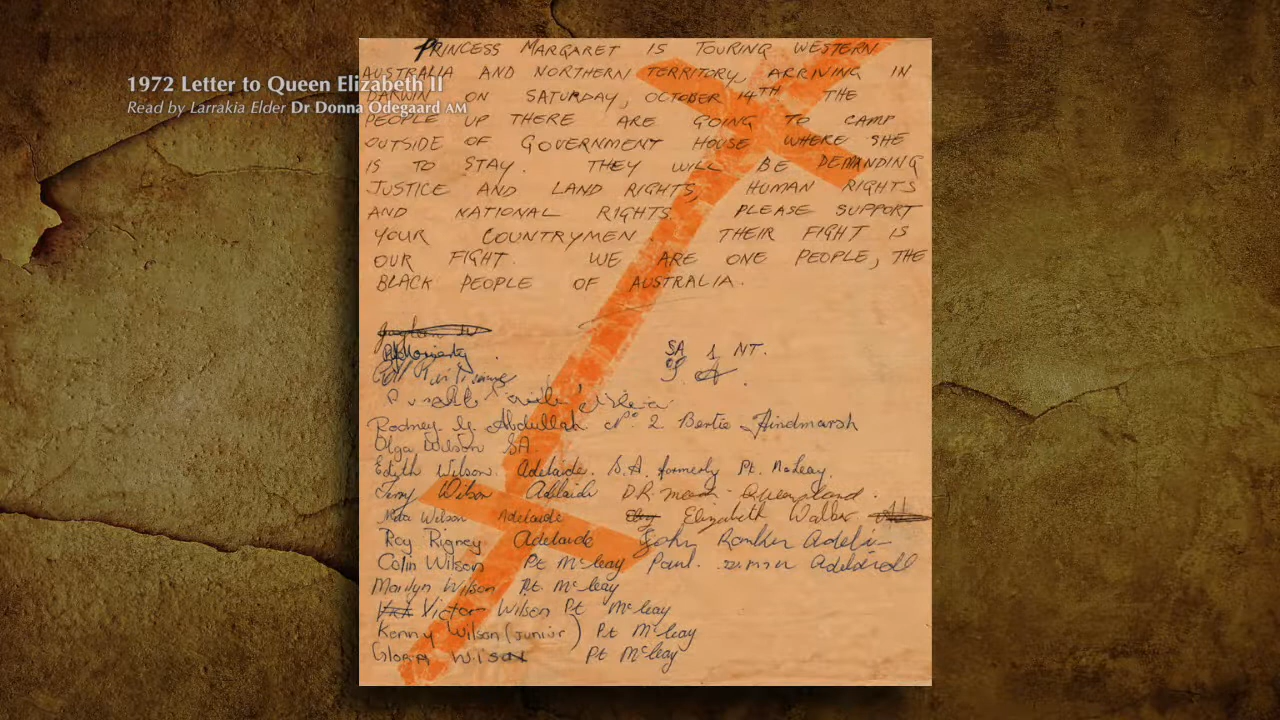 1972 Letter to Queen Elizabeth II
Read by Larrakia Elder Dr Donna Odegaard AM
PRINCESS MARGARET IS TOURING WESTERN
AUSTRALIA AND NORTHERN TERRITORY, ARRIVING IN
DARWIN ON SATURDAY, OCTOBER 14TH THE
PEOPLE UP THERE ARE GOING TO CAMP
OUTSIDE OF GOVERNMENT HOUSE WHERE SHE
IS TO STAY. THEY WILL BE DEMANDING
JUSTICE AND LAND RIGHTS, HUMAN RIGHTS
AND NATIONAL RIGHTS. PLEASE SUPPORT
YOUR COUNTRYMEN. THEIR FIGHT IS
OUR FIGHT. WE ARE ONE PEOPLE, THE
BLACK PEOPLE OF AUSTRALIA.
SA & NT.
Rodney Abdullah No 2 Bertie Hindmarsh
Olga Wilson SA.
Edith Wilson. Adelaide. S.A. formerly Pt. McLeay.
Terry Wilson Adlaide Queensland.
Wilson Adelaide Elizabeth Walker
Roy Rigney Adelaide John
Colin Wilson Pt McLeay Paul.
Marilyn Wilson Pt. McLeay
Victor Wilson Pt McLeay
Kenny Wilson (Junior) Pt McLeay
Pt McLeay